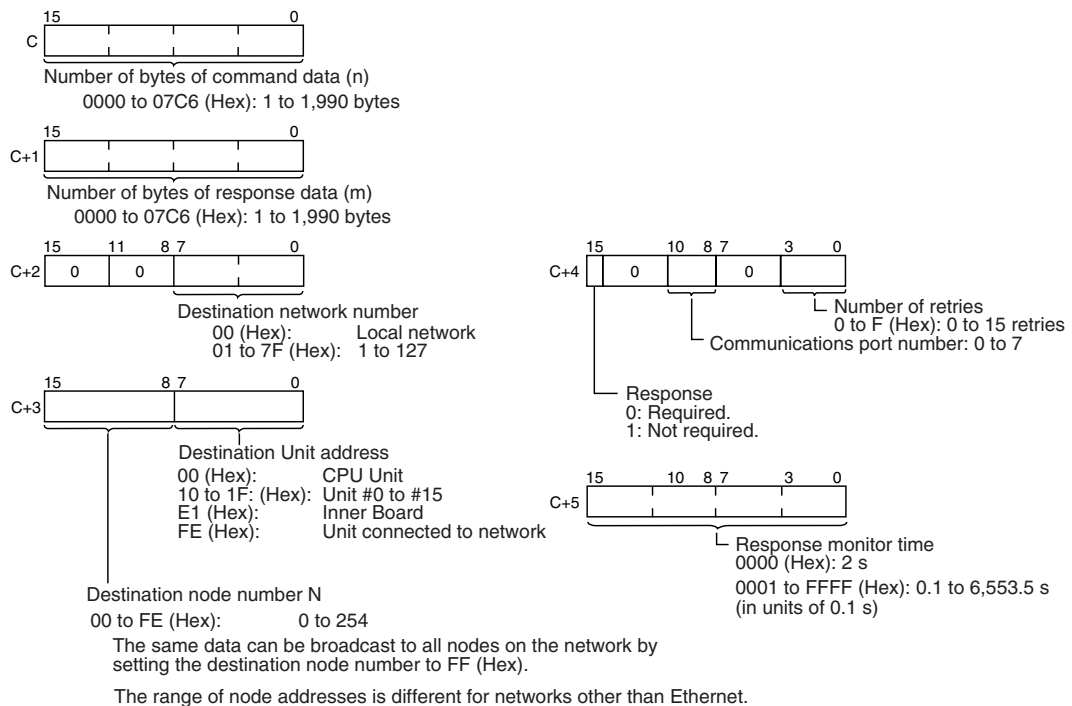 15 0
C
Number of bytes of command data (n)
0000 to 07C6 (Hex): 1 to 1,990 bytes
15 0
C+1
Number of bytes of response data (m)
0000 to 07C6 (Hex): 1 to 1,990 bytes
15 11 8 7 0
C+2 0 0
Destination network number
00 (Hex): Local network
01 to 7F (Hex): 1 to 127
15 8 7 0
C+3
Destination Unit address
00 (Hex): CPU Unit
10 to 1F: (Hex): Unit #0 to #15
E1 (Hex): Inner Board
FE (Hex): Unit connected to network
Destination node number N
00 to FE (Hex): 0 to 254
The same data can be broadcast to all nodes on the network by
setting the destination node number to FF (Hex).
The range of node addresses is different for networks other than Ethernet.
15 10 8 7 3 0
C+4 0 0
Number of retries
0 to F (Hex): 0 to 15 retries
Communications port number: 0 to 7
Response
0: Required.
1: Not required.
15 10 8 7 3 0
C+5
Response monitor time
0000 (Hex): 2 s
0001 to FFFF (Hex): 0.1 to 6,553.5 s
(in units of 0.1 s)